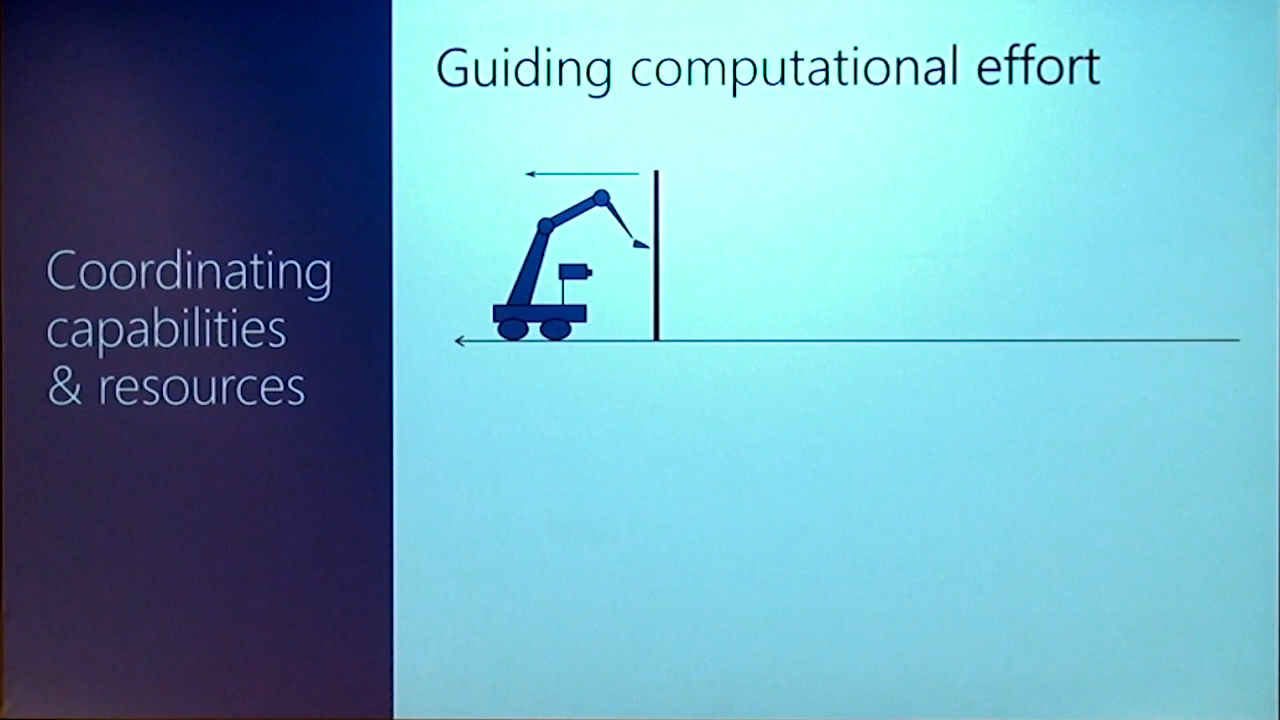 Guiding computational effort
Coordinating
capabilities
& resources